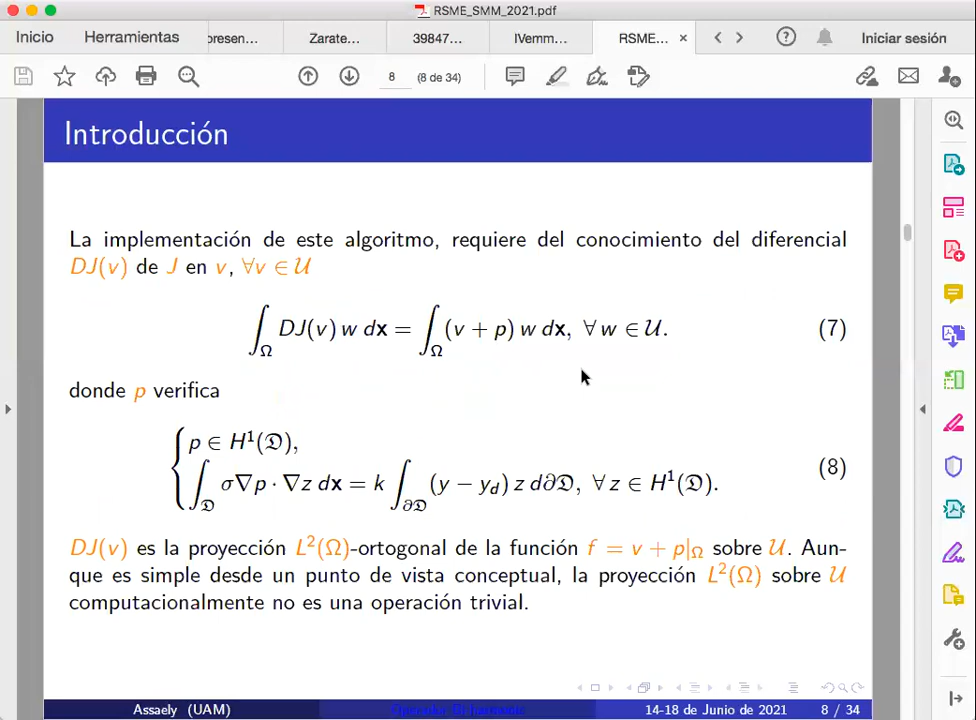 RSME_SMM_2021.pdf
Inicio Herramientas presen... Zarate... 39847... IVemm... RSME... × Iniciar sesión
8 (8 de 34)
Introducción
La implementación de este algoritmo, requiere del conocimiento del diferencial
DJ(v) de J en v, ∀v ∈ 𝒰
∫_Ω DJ(v) w dx = ∫_Ω (v + p) w dx, ∀ w ∈ 𝒰. (7)
donde p verifica
p ∈ H¹(𝔇),
∫_𝔇 σ∇p · ∇z dx = k ∫_∂𝔇 (y − y_d) z d∂𝔇, ∀ z ∈ H¹(𝔇). (8)
DJ(v) es la proyección L²(Ω)-ortogonal de la función f = v + p|_Ω sobre 𝒰. Aun-
que es simple desde un punto de vista conceptual, la proyección L²(Ω) sobre 𝒰
computacionalmente no es una operación trivial.
Assaely (UAM) 14-18 de Junio de 2021 8 / 34